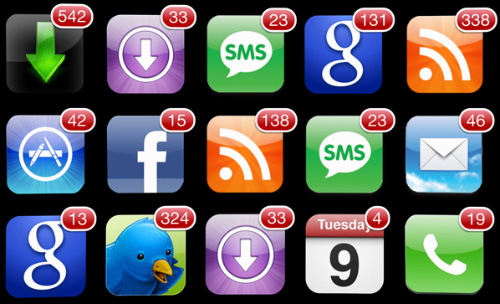 542 33 23 131 338
SMS g
42 15 138 23 46
f SMS
13 324 33 4 19
g Tuesday
9